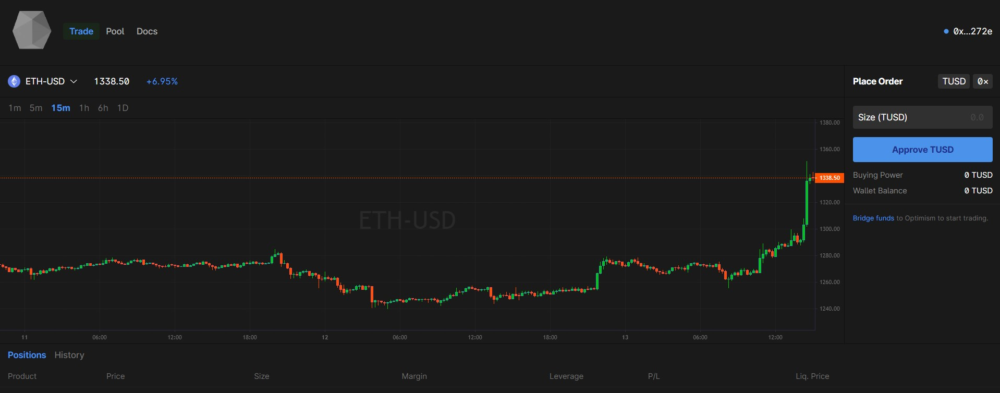 Trade Pool Docs
0x...272e
ETH-USD 1338.50 +6.95%
1m 5m 15m 1h 6h 1D
ETH-USD
1380.00
1360.00
1338.50
1320.00
1300.00
1280.00
1260.00
1240.00
11 06:00 12:00 18:00 12 06:00 12:00 18:00 13 06:00 12:00
Place Order TUSD 0×
Size (TUSD) 0.0
Approve TUSD
Buying Power 0 TUSD
Wallet Balance 0 TUSD
Bridge funds to Optimism to start trading.
Positions History
Product Price Size Margin Leverage P/L Liq. Price